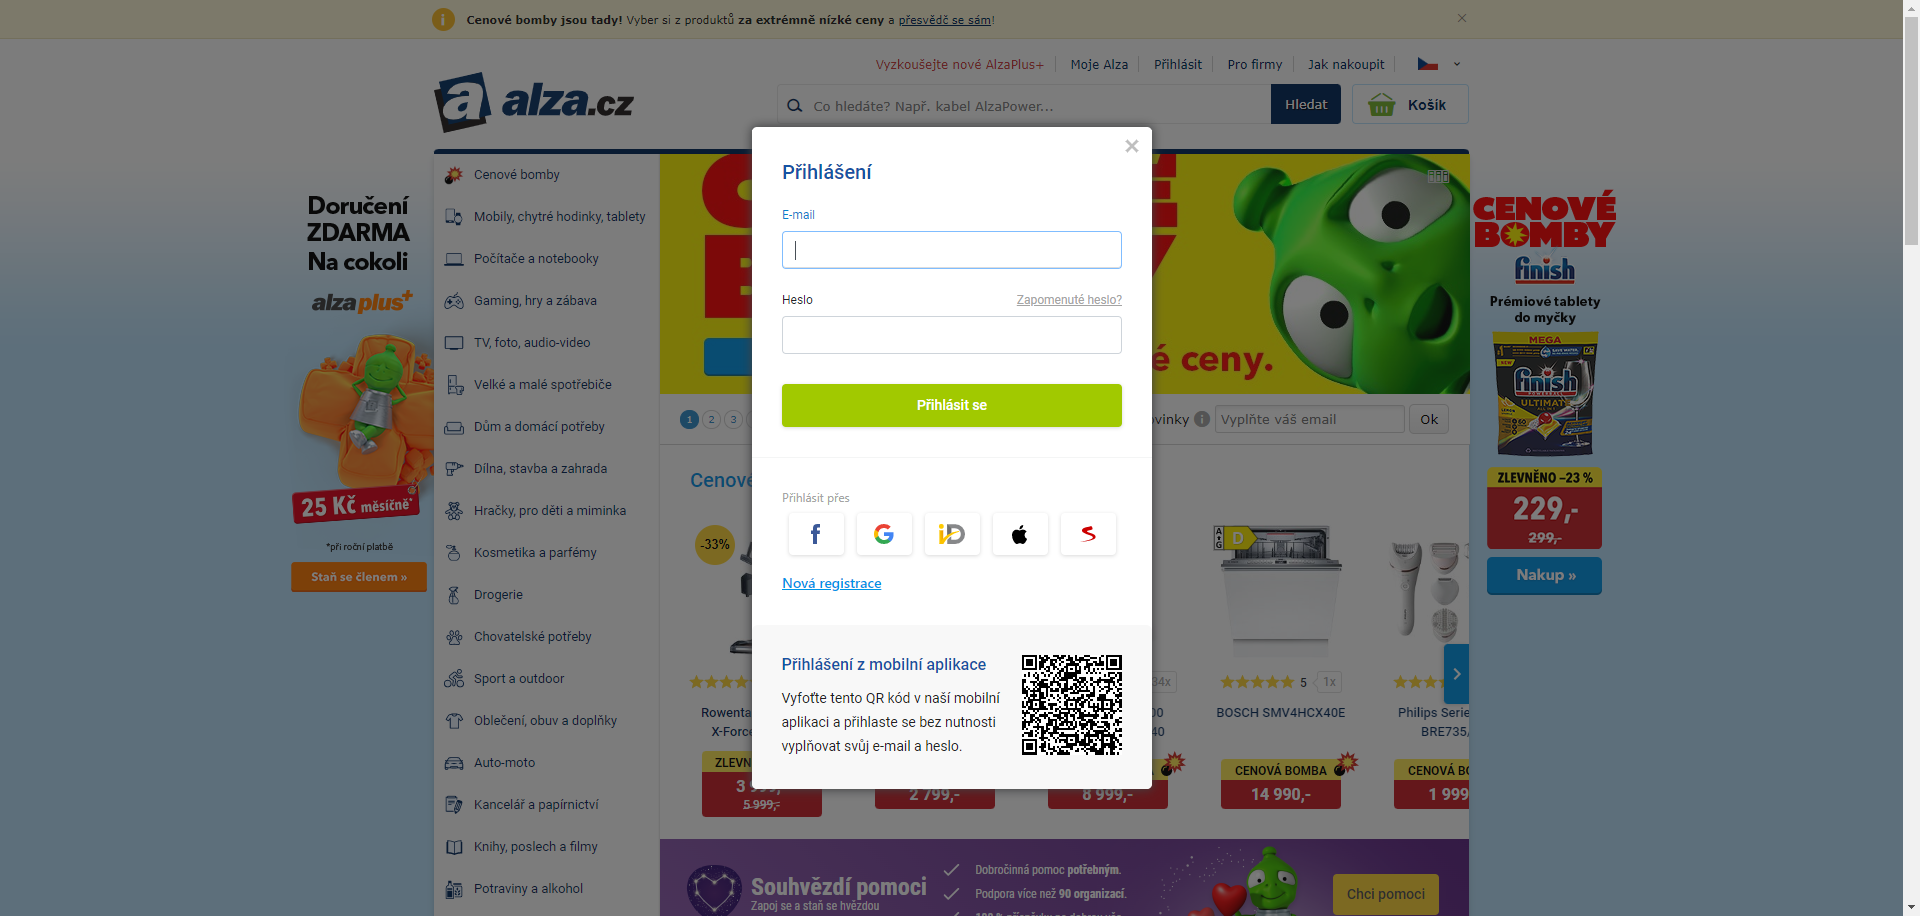 Cenové bomby jsou tady! Vyber si z produktů za extrémně nízké ceny a přesvědč se sám!
Vyzkoušejte nové AlzaPlus+
Moje Alza
Přihlásit
Pro firmy
Jak nakoupit
alza.cz
Co hledáte? Např. kabel AlzaPower...
Hledat
Košík
Doručení
ZDARMA
Na cokoli
alzaplus+
25 Kč měsíčně*
*při roční platbě
Staň se členem »
Cenové bomby
Mobily, chytré hodinky, tablety
Počítače a notebooky
Gaming, hry a zábava
TV, foto, audio-video
Velké a malé spotřebiče
Dům a domácí potřeby
Dílna, stavba a zahrada
Hračky, pro děti a miminka
Kosmetika a parfémy
Drogerie
Chovatelské potřeby
Sport a outdoor
Oblečení, obuv a doplňky
Auto-moto
Kancelář a papírnictví
Knihy, poslech a filmy
Potraviny a alkohol
Přihlášení
E-mail
Heslo
Zapomenuté heslo?
Přihlásit se
Přihlásit přes
f
G
iD
Nová registrace
Přihlášení z mobilní aplikace
Vyfoťte tento QR kód v naší mobilní
aplikaci a přihlaste se bez nutnosti
vyplňovat svůj e-mail a heslo.
é ceny.
1
2
3
vinky
Vyplňte váš email
Ok
Cenové
-33%
A
G
D
34x
5
1x
Rowenta
X-Force
00
40
BOSCH SMV4HCX40E
Philips Serie
BRE735/
ZLEVN
3 999,-
5 999,-
2 799,-
8 999,-
CENOVÁ BOMBA
14 990,-
CENOVÁ BO
1 999
Souhvězdí pomoci
Zapoj se a staň se hvězdou
Dobročinná pomoc potřebným.
Podpora více než 90 organizací.
Chci pomoci
CENOVÉ
BOMBY
finish
Prémiové tablety
do myčky
MEGA
finish
ULTIMATE
ZLEVNĚNO –23 %
229,-
299,-
Nakup »